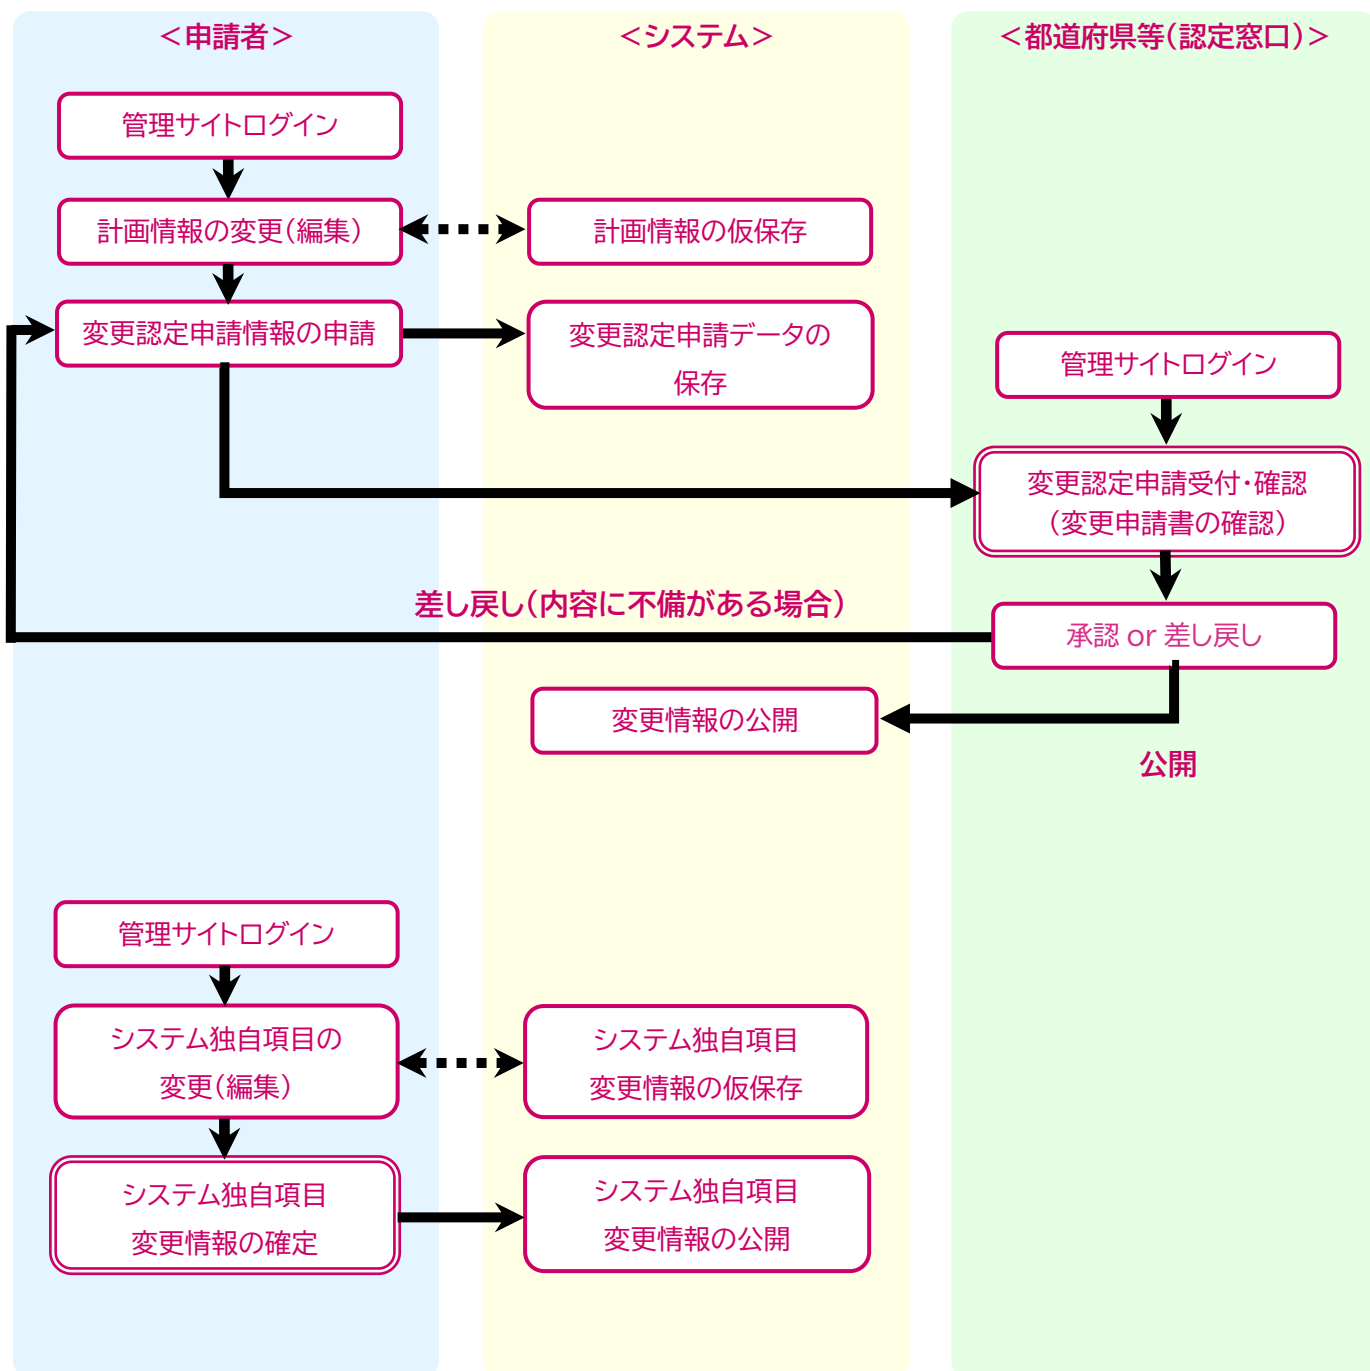 ＜申請者＞
＜システム＞
＜都道府県等(認定窓口)＞
管理サイトログイン
計画情報の変更(編集)
計画情報の仮保存
変更認定申請情報の申請
変更認定申請データの
保存
管理サイトログイン
変更認定申請受付・確認
(変更申請書の確認)
差し戻し(内容に不備がある場合)
承認 or 差し戻し
変更情報の公開
公開
管理サイトログイン
システム独自項目の
変更(編集)
システム独自項目
変更情報の仮保存
システム独自項目
変更情報の確定
システム独自項目
変更情報の公開